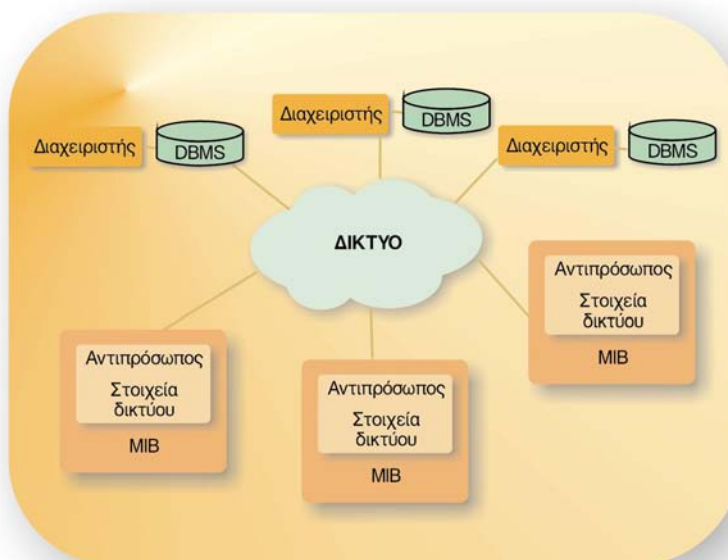 Διαχειριστής
DBMS
Διαχειριστής
DBMS
Διαχειριστής
DBMS
ΔΙΚΤΥΟ
Αντιπρόσωπος
Στοιχεία
δικτύου
MIB
Αντιπρόσωπος
Στοιχεία
δικτύου
MIB
Αντιπρόσωπος
Στοιχεία
δικτύου
MIB